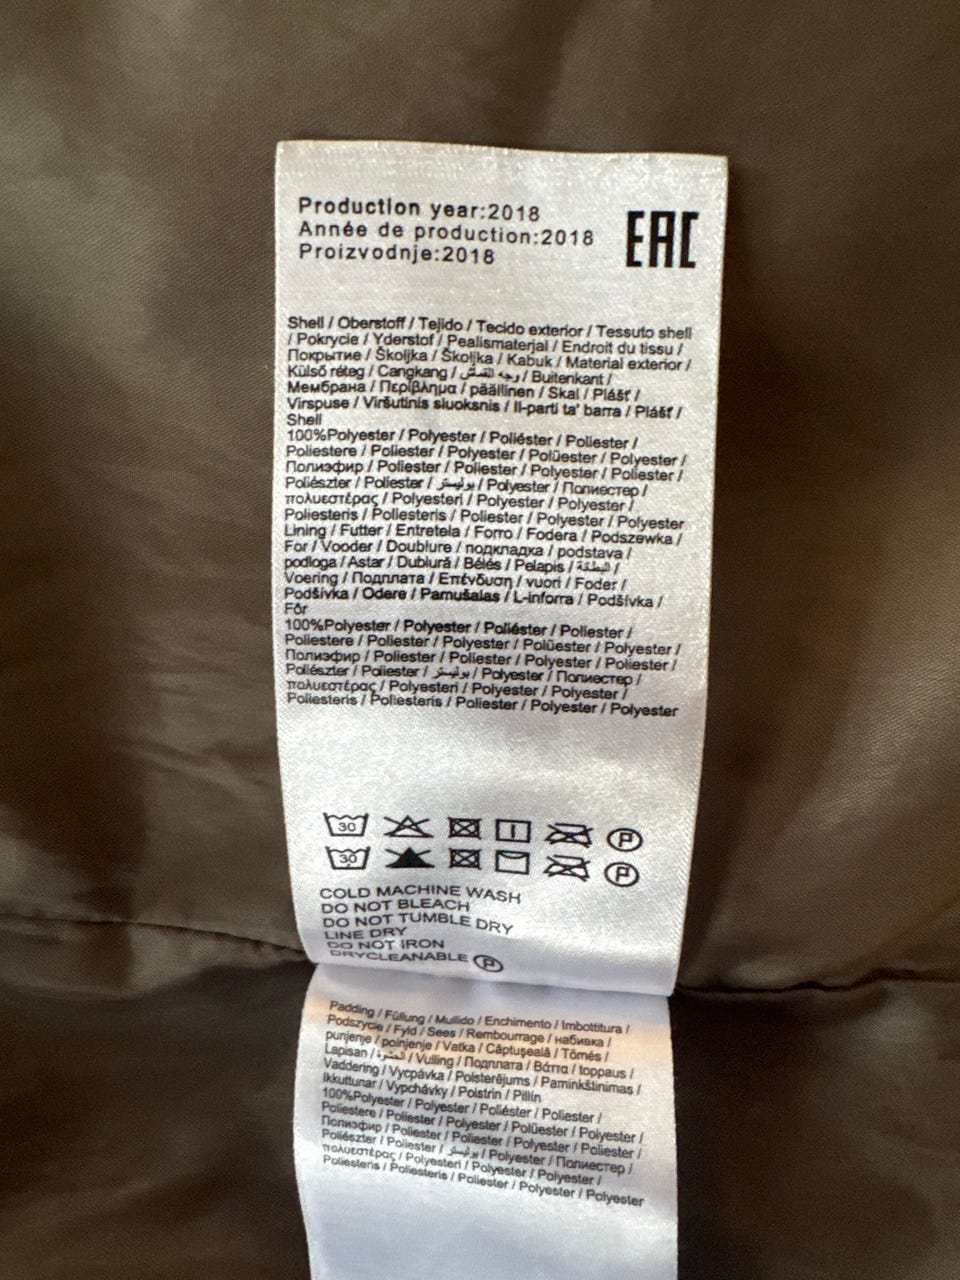 Production year:2018
Année de production:2018
Proizvodnje:2018
EAC
Shell / Oberstoff / Tejido / Tecido exterior / Tessuto shell
/ Pokrycie / Yderstof / Pealismaterjal / Endroit du tissu /
Покрытие / Školjka / Školjka / Kabuk / Material exterior /
Külső réteg / Cangkang / وجه القماش / Buitenkant /
Мембрана / Περίβλημα / päällinen / Skal / Plášť /
Virspuse / Viršutinis sluoksnis / Il-parti ta' barra / Plášť /
Shell
100%Polyester / Polyester / Poliéster / Poliester /
Poliestere / Poliester / Polyester / Polüester / Polyester /
Полиэфир / Poliester / Poliester / Polyester / Poliester /
Poliészter / Poliester / بوليستر / Polyester / Полиестер /
πολυεστέρας / Polyesteri / Polyester / Polyester /
Poliesteris / Poliesteris / Poliester / Polyester / Polyester
Lining / Futter / Entretela / Forro / Fodera / Podszewka /
For / Vooder / Doublure / подкладка / podstava /
podloga / Astar / Dublură / Bélés / Pelapis / البطانة /
Voering / Подплата / Επένδυση / vuori / Foder /
Podšívka / Odere / Pamušalas / L-inforra / Podšívka /
Fôr
100%Polyester / Polyester / Poliéster / Poliester /
Poliestere / Poliester / Polyester / Polüester / Polyester /
Полиэфир / Poliester / Poliester / Polyester / Poliester /
Poliészter / Poliester / بوليستر / Polyester / Полиестер /
πολυεστέρας / Polyesteri / Polyester / Polyester /
Poliesteris / Poliesteris / Poliester / Polyester / Polyester
30 P
30 P
COLD MACHINE WASH
DO NOT BLEACH
DO NOT TUMBLE DRY
LINE DRY
DO NOT IRON
DRYCLEANABLE P
Padding / Füllung / Mullido / Enchimento / Imbottitura /
Podszycie / Fyld / Sees / Rembourrage / набивка /
punjenje / polnjenje / Vatka / Căptuşeală / Tömés /
Lapisan / الحشوة / Vulling / Подплата / Βάττα / toppaus /
Vaddering / Vycpávka / Polsterējums / Paminkštinimas /
Ikkuttunar / Vypchávky / Polstrin / Pillin
100%Polyester / Polyester / Poliéster / Poliester /
Poliestere / Poliester / Polyester / Polüester / Polyester /
Полиэфир / Poliester / Poliester / Polyester / Poliester /
Poliészter / Poliester / بوليستر / Polyester / Полиестер /
πολυεστέρας / Polyesteri / Polyester / Polyester /
Poliesteris / Poliesteris / Poliester / Polyester / Polyester